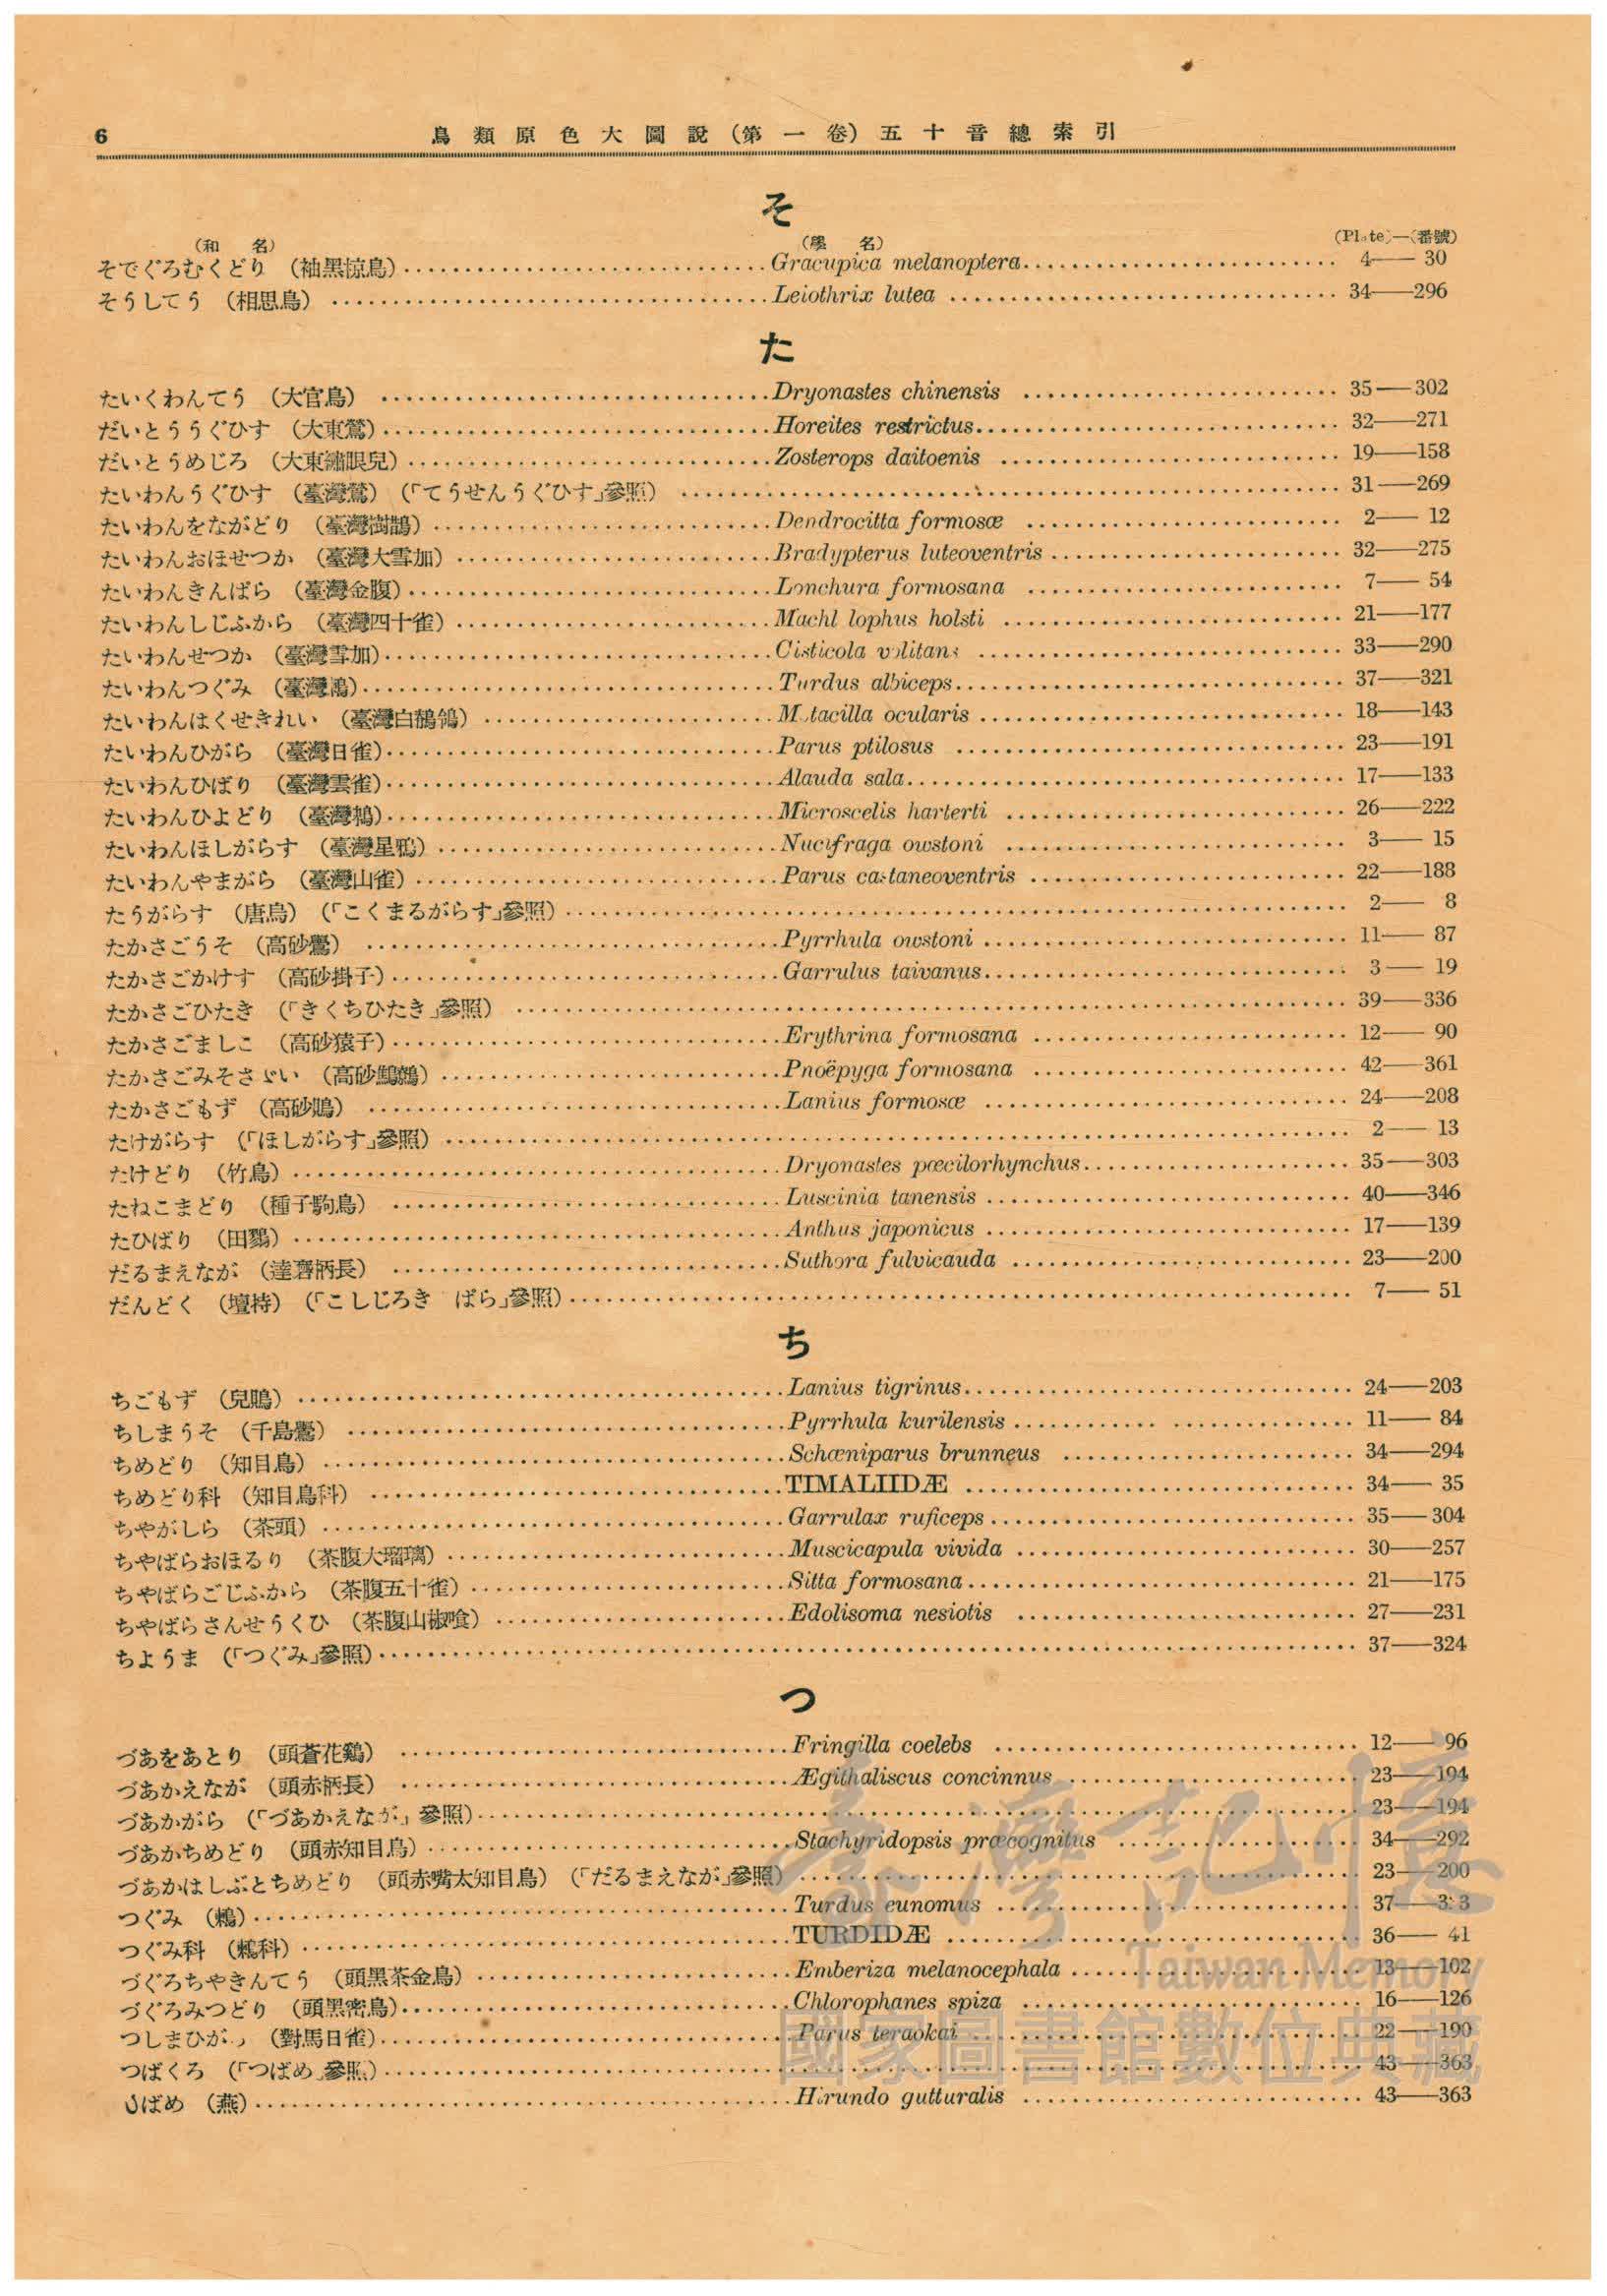 6 鳥類原色大圖說(第一卷)五十音總索引
そ
(和 名) (學 名) (Plate)—(番號)
そでぐろむくどり (袖黑椋鳥) Gracupica melanoptera 4—30
そうしてう (相思鳥) Leiothrix lutea 34—296
た
たいくわんてう (大官鳥) Dryonastes chinensis 35—302
だいとううぐひす (大東鶯) Horeites restrictus 32—271
だいとうめじろ (大東繡眼兒) Zosterops daitoenis 19—158
たいわんうぐひす (臺灣鶯) (「てうせんうぐひす」參照) 31—269
たいわんをながどり (臺灣樹鵲) Dendrocitta formosæ 2—12
たいわんおほせつか (臺灣大雪加) Bradypterus luteoventris 32—275
たいわんきんぱら (臺灣金腹) Lonchura formosana 7—54
たいわんしじふから (臺灣四十雀) Machl lophus holsti 21—177
たいわんせつか (臺灣雪加) Cisticola volitans 33—290
たいわんつぐみ (臺灣鶫) Turdus albiceps 37—321
たいわんはくせきれい (臺灣白鶺鴒) M tacilla ocularis 18—143
たいわんひがら (臺灣日雀) Parus ptilosus 23—191
たいわんひばり (臺灣雲雀) Alauda sala 17—133
たいわんひよどり (臺灣鵯) Microscelis harterti 26—222
たいわんほしがらす (臺灣星鴉) Nucifraga owstoni 3—15
たいわんやまがら (臺灣山雀) Parus castaneoventris 22—188
たうがらす (唐烏) (「こくまるがらす」參照) 2—8
たかさごうそ (高砂鷽) Pyrrhula owstoni 11—87
たかさごかけす (高砂掛子) Garrulus taivanus 3—19
たかさごひたき (「きくちひたき」參照) 39—336
たかさごましこ (高砂猿子) Erythrina formosana 12—90
たかさごみそさゞい (高砂鷦鷯) Pnoëpyga formosana 42—361
たかさごもず (高砂鵙) Lanius formosæ 24—208
たけがらす (「ほしがらす」參照) 2—13
たけどり (竹鳥) Dryonastes pœcilorhynchus 35—303
たねこまどり (種子駒鳥) Luscinia tanensis 40—346
たひばり (田鷚) Anthus japonicus 17—139
だるまえなが (達磨柄長) Suthora fulvicauda 23—200
だんどく (壇特) (「こしじろき ぱら」參照) 7—51
ち
ちごもず (兒鵙) Lanius tigrinus 24—203
ちしまうそ (千島鷽) Pyrrhula kurilensis 11—84
ちめどり (知目鳥) Schœniparus brunneus 34—294
ちめどり科 (知目鳥科) TIMALIIDÆ 34—35
ちやがしら (茶頭) Garrulax ruficeps 35—304
ちやばらおほるり (茶腹大瑠璃) Muscicapula vivida 30—257
ちやばらごじふから (茶腹五十雀) Sitta formosana 21—175
ちやばらさんせうくひ (茶腹山椒喰) Edolisoma nesiotis 27—231
ちようま (「つぐみ」參照) 37—324
つ
づあをあとり (頭蒼花鷄) Fringilla coelebs 12—96
づあかえなが (頭赤柄長) Ægithaliscus concinnus 23—194
づあかがら (「づあかえなが」參照) 23—194
づあかちめどり (頭赤知目鳥) Stachyridopsis præcognitus 34—292
づあかはしぶとちめどり (頭赤嘴太知目鳥) (「だるまえなが」參照) 23—200
つぐみ (鶫) Turdus eunomus 37—
つぐみ科 (鶫科) TURDIDÆ 36—41
づぐろちやきんてう (頭黑茶金鳥) Emberiza melanocephala 13—102
づぐろみつどり (頭黑密鳥) Chlorophanes spiza 16—126
つしまひが (對馬日雀) Parus teraokai 22—190
つばくろ (「つばめ」參照) 43—363
つばめ (燕) Hirundo gutturalis 43—363
臺灣記憶
Taiwan Memory
國家圖書館數位典藏